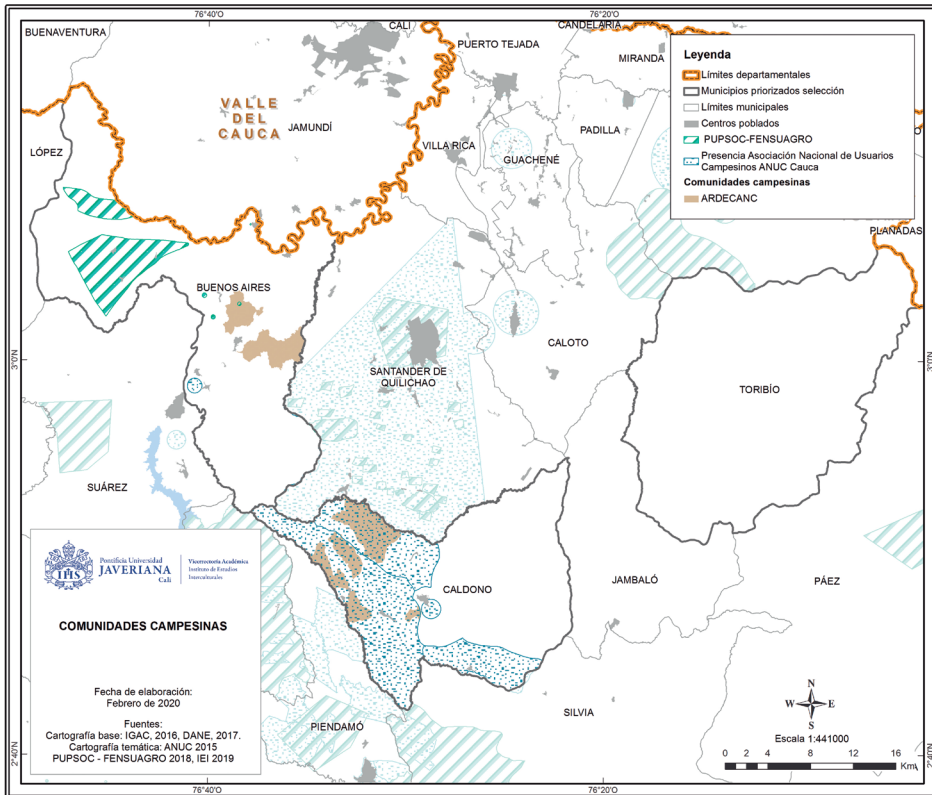 76°40'O
76°20'O
BUENAVENTURA
CALI
CANDELARIA
PUERTO TEJADA
MIRANDA
VALLE
DEL
CAUCA
JAMUNDÍ
PADILLA
LÓPEZ
VILLA RICA
GUACHENÉ
Leyenda
Límites departamentales
Municipios priorizados selección
Límites municipales
Centros poblados
PUPSOC-FENSUAGRO
Presencia Asociación Nacional de Usuarios
Campesinos ANUC Cauca
Comunidades campesinas
ARDECANC
PLANADAS
BUENOS AIRES
3°0'N
3°0'N
CALOTO
SANTANDER DE
QUILICHAO
TORIBÍO
SUÁREZ
CALDONO
JAMBALÓ
PÁEZ
SILVIA
PIENDAMÓ
IHS
Pontificia Universidad
JAVERIANA
Cali
Vicerrectoría Académica
Instituto de Estudios
Interculturales
COMUNIDADES CAMPESINAS
Fecha de elaboración:
Febrero de 2020
Fuentes:
Cartografía base: IGAC, 2016, DANE, 2017.
Cartografía temática: ANUC 2015
PUPSOC - FENSUAGRO 2018, IEI 2019
N
W E
S
Escala 1:441000
0 2 4 8 12 16
Km
2°40'N
2°40'N
76°40'O
76°20'O